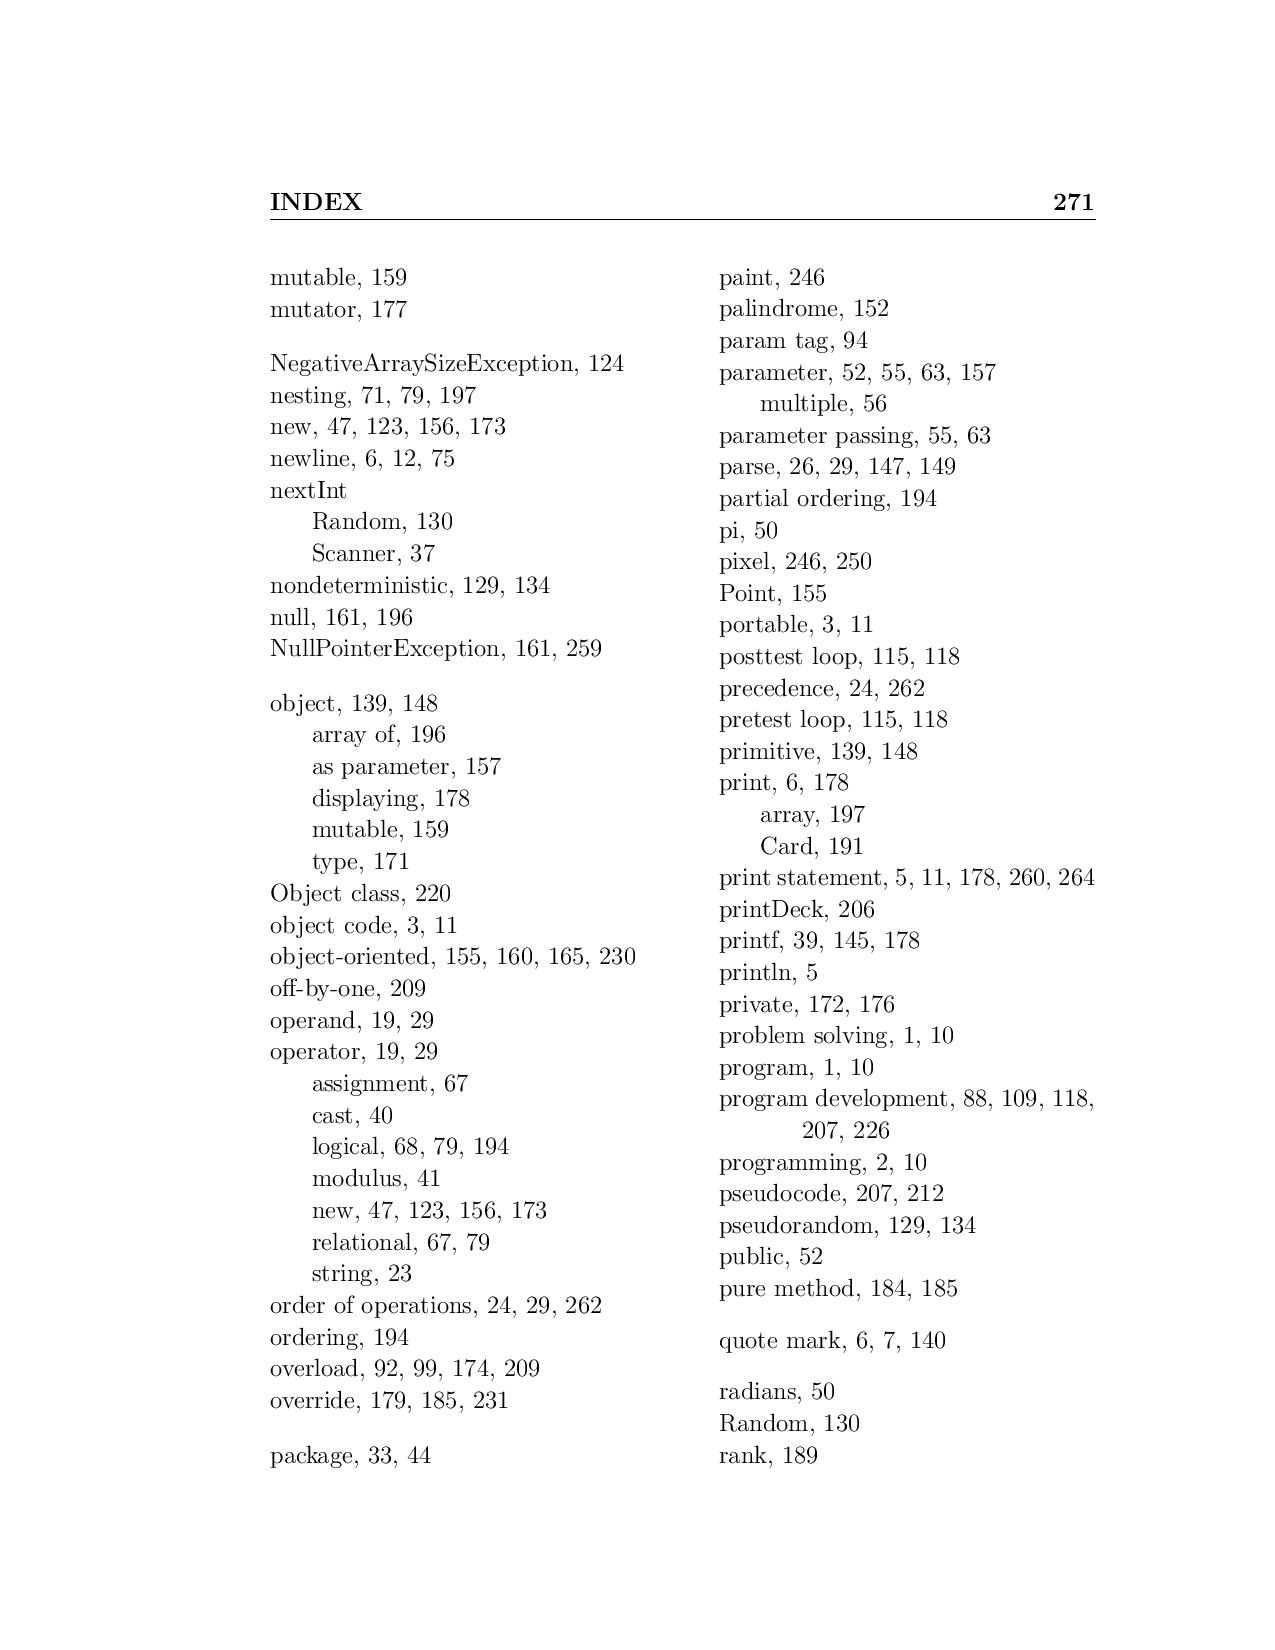 INDEX 271
mutable, 159
mutator, 177
NegativeArraySizeException, 124
nesting, 71, 79, 197
new, 47, 123, 156, 173
newline, 6, 12, 75
nextInt
Random, 130
Scanner, 37
nondeterministic, 129, 134
null, 161, 196
NullPointerException, 161, 259
object, 139, 148
array of, 196
as parameter, 157
displaying, 178
mutable, 159
type, 171
Object class, 220
object code, 3, 11
object-oriented, 155, 160, 165, 230
off-by-one, 209
operand, 19, 29
operator, 19, 29
assignment, 67
cast, 40
logical, 68, 79, 194
modulus, 41
new, 47, 123, 156, 173
relational, 67, 79
string, 23
order of operations, 24, 29, 262
ordering, 194
overload, 92, 99, 174, 209
override, 179, 185, 231
package, 33, 44
paint, 246
palindrome, 152
param tag, 94
parameter, 52, 55, 63, 157
multiple, 56
parameter passing, 55, 63
parse, 26, 29, 147, 149
partial ordering, 194
pi, 50
pixel, 246, 250
Point, 155
portable, 3, 11
posttest loop, 115, 118
precedence, 24, 262
pretest loop, 115, 118
primitive, 139, 148
print, 6, 178
array, 197
Card, 191
print statement, 5, 11, 178, 260, 264
printDeck, 206
printf, 39, 145, 178
println, 5
private, 172, 176
problem solving, 1, 10
program, 1, 10
program development, 88, 109, 118,
207, 226
programming, 2, 10
pseudocode, 207, 212
pseudorandom, 129, 134
public, 52
pure method, 184, 185
quote mark, 6, 7, 140
radians, 50
Random, 130
rank, 189